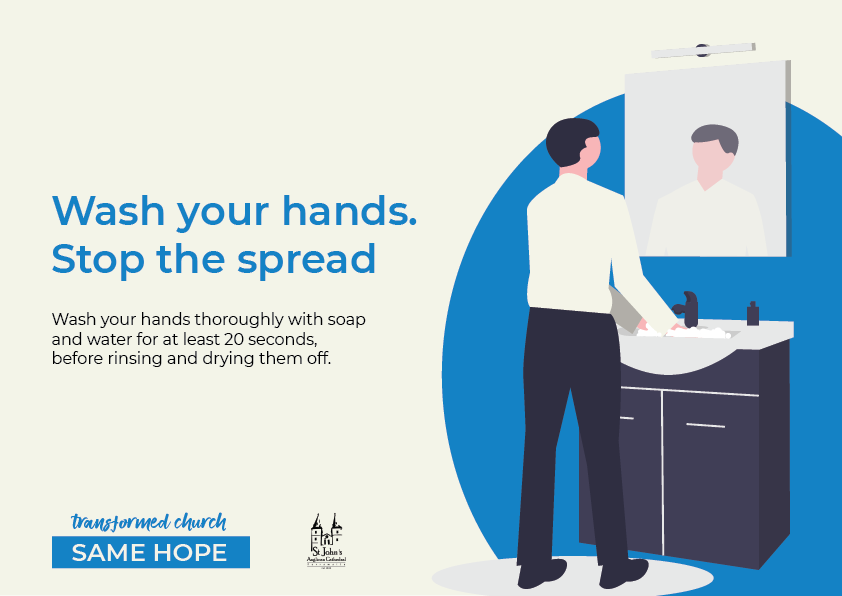 Wash your hands.
Stop the spread
Wash your hands thoroughly with soap
and water for at least 20 seconds,
before rinsing and drying them off.
transformed church
SAME HOPE
St John's
Anglican Cathedral